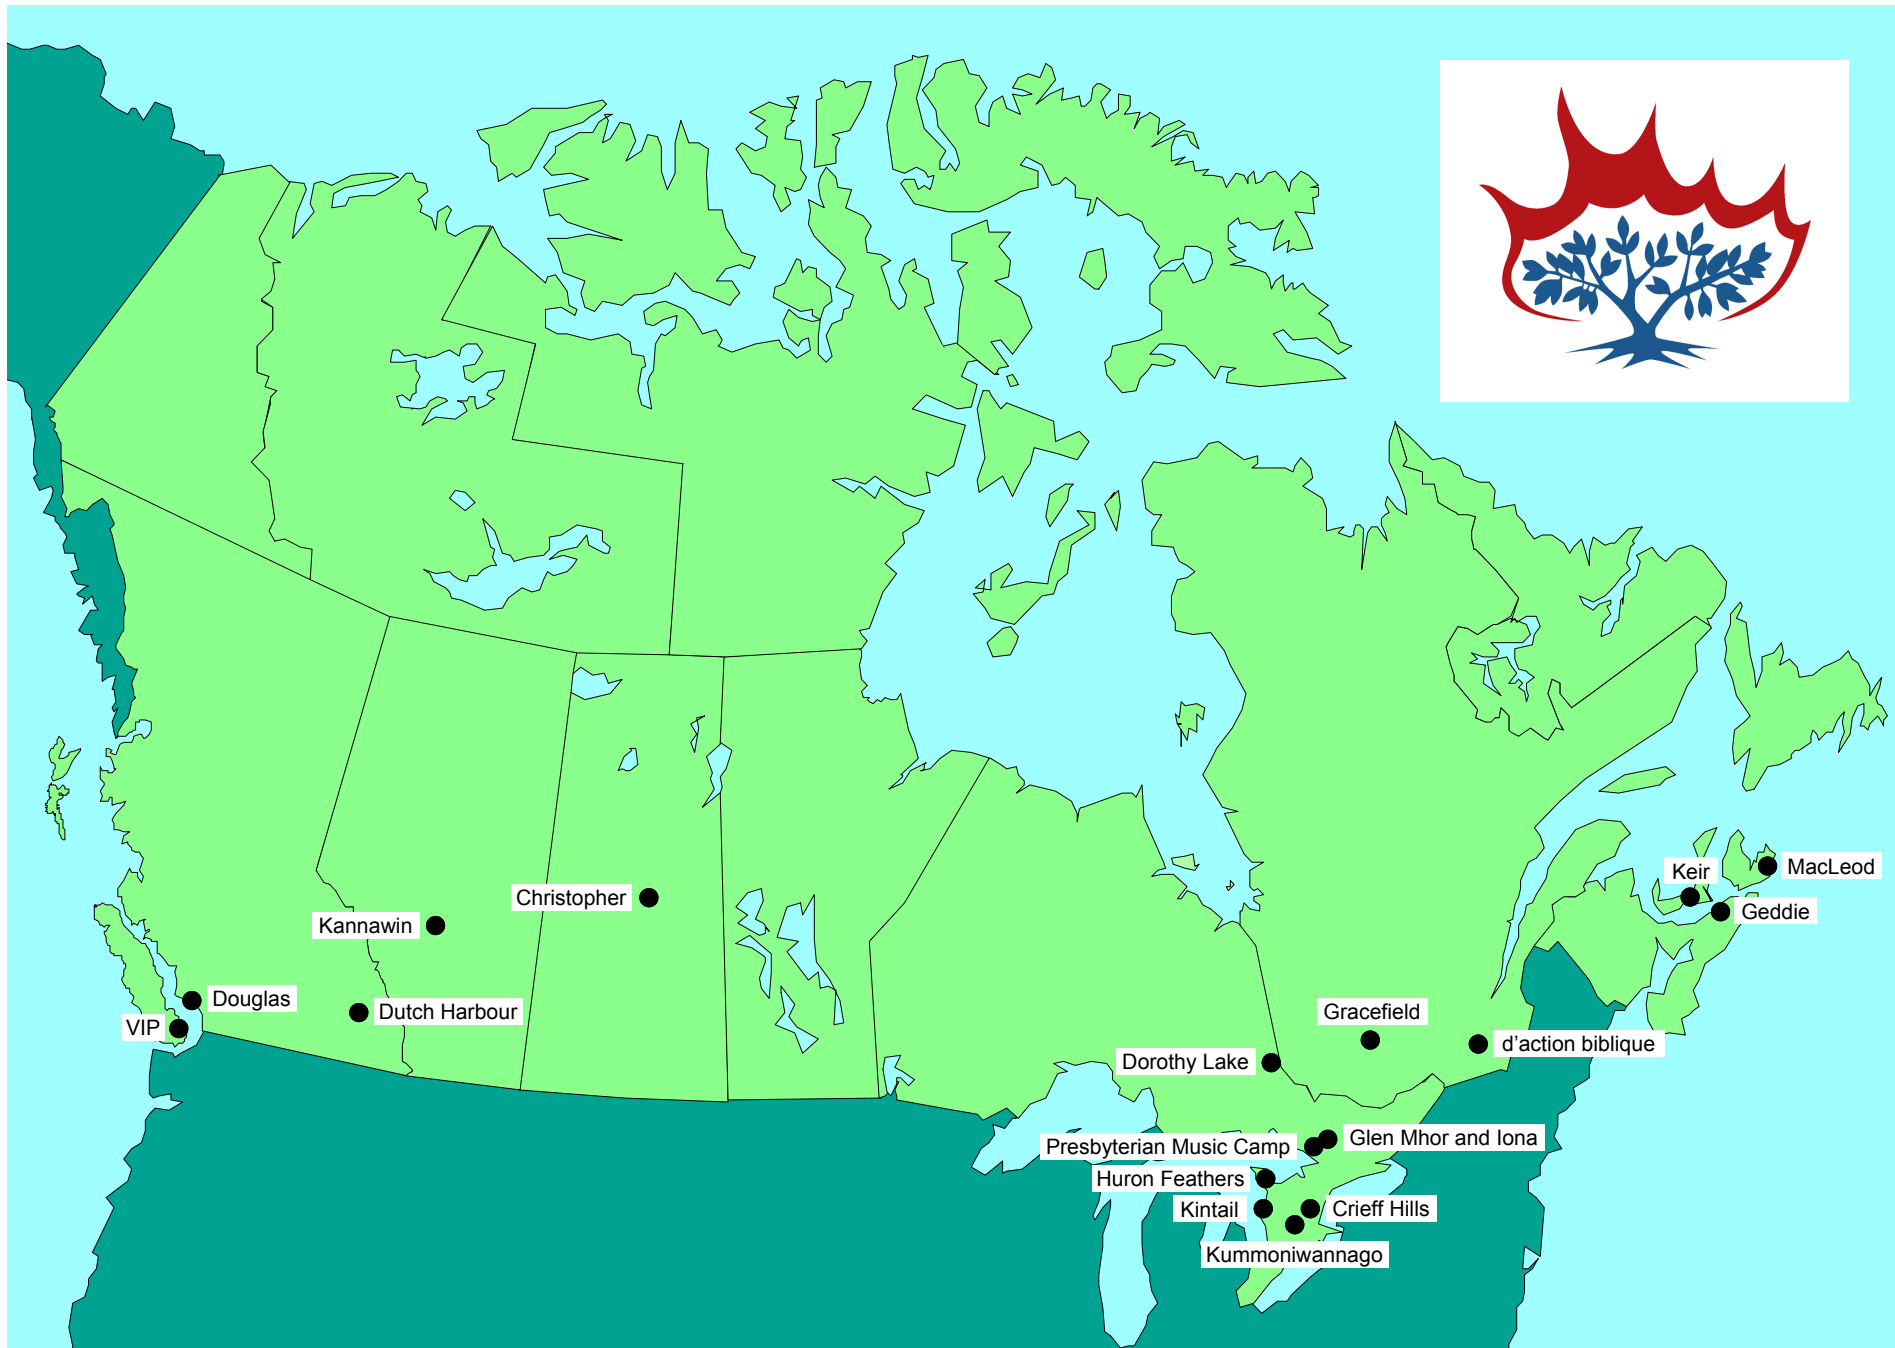 Keir
MacLeod
Geddie
Christopher
Kannawin
Douglas
Dutch Harbour
VIP
Gracefield
d’action biblique
Dorothy Lake
Glen Mhor and Iona
Presbyterian Music Camp
Huron Feathers
Kintail
Crieff Hills
Kummoniwannago